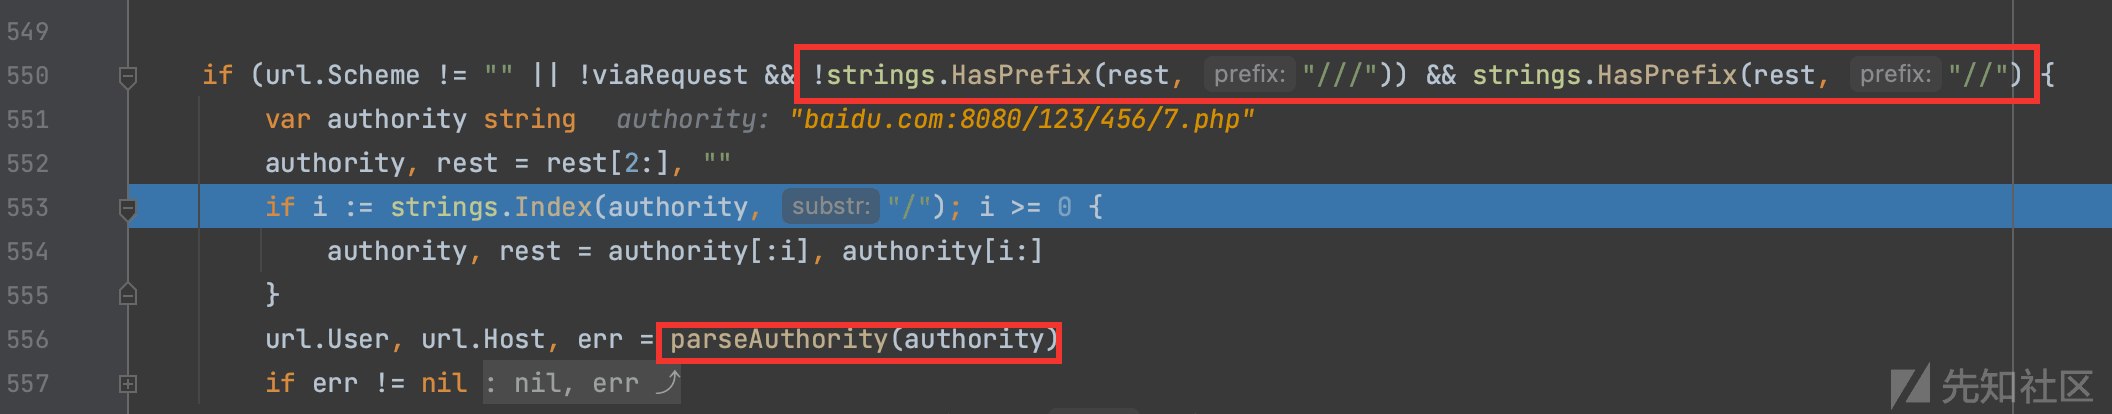 549
550 if (url.Scheme != "" || !viaRequest && !strings.HasPrefix(rest, prefix: "///")) && strings.HasPrefix(rest, prefix: "//") {
551 var authority string authority: "baidu.com:8080/123/456/7.php"
552 authority, rest = rest[2:], ""
553 if i := strings.Index(authority, substr: "/"); i >= 0 {
554 authority, rest = authority[:i], authority[i:]
555 }
556 url.User, url.Host, err = parseAuthority(authority)
557 if err != nil : nil, err ⤴
先知社区